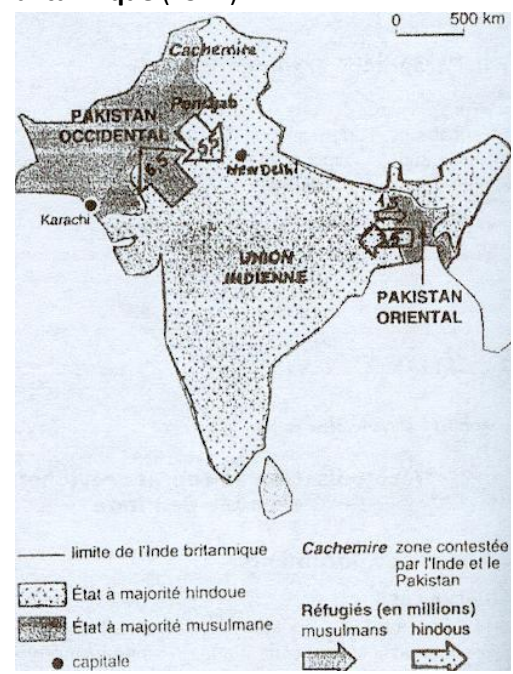 0 500 km
Cachemire
Pendjab
PAKISTAN
OCCIDENTAL
New Delhi
6.5
Karachi
1.5
UNION
INDIENNE
PAKISTAN
ORIENTAL
limite de l'Inde britannique
État à majorité hindoue
État à majorité musulmane
capitale
Cachemire zone contestée
par l'Inde et le
Pakistan
Réfugiés (en millions)
musulmans hindous